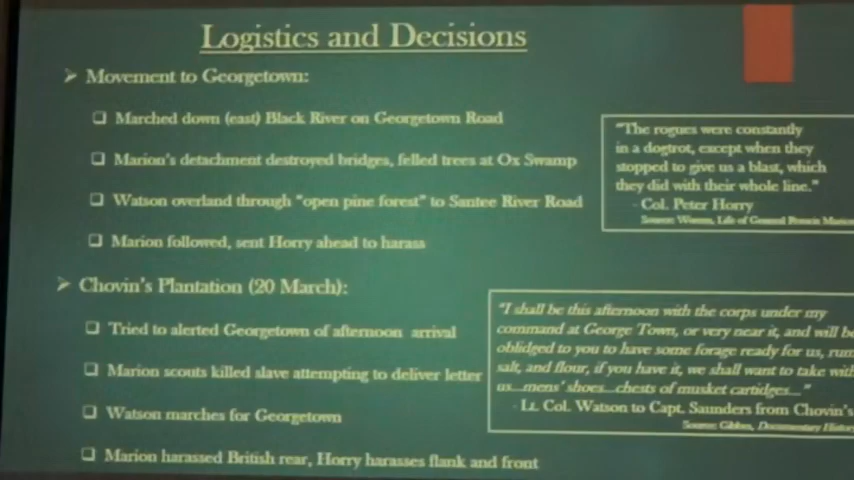 Logistics and Decisions
Movement to Georgetown:
Marched down (east) Black River on Georgetown Road
Marion's detachment destroyed bridges, felled trees at Ox Swamp
Watson overland through "open pine forest" to Santee River Road
Marion followed, sent Horry ahead to harass
"The rogues were constantly
in a dogtrot, except when they
stopped to give us a blast, which
they did with their whole line."
- Col. Peter Horry
Source: Weems, Life of General Francis Marion
Chovin's Plantation (20 March):
Tried to alerted Georgetown of afternoon arrival
Marion scouts killed slave attempting to deliver letter
Watson marches for Georgetown
Marion harassed British rear, Horry harasses flank and front
"I shall be this afternoon with the corps under my
command at George Town, or very near it, and will be
oblidged to you to have some forage ready for us, rum
salt, and flour, if you have it, we shall want to take with
us...mens' shoes...chests of musket cartidges..."
- Lt. Col. Watson to Capt. Saunders from Chovin's
Source: Gibbes, Documentary History